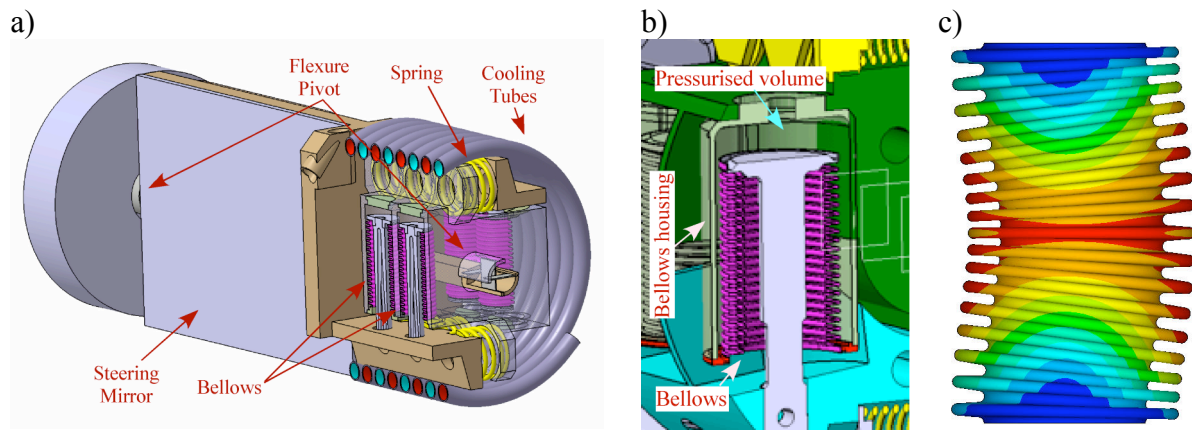 a)
Flexure
Pivot
Spring
Cooling
Tubes
Steering
Mirror
Bellows
b)
Pressurised volume
Bellows housing
Bellows
c)